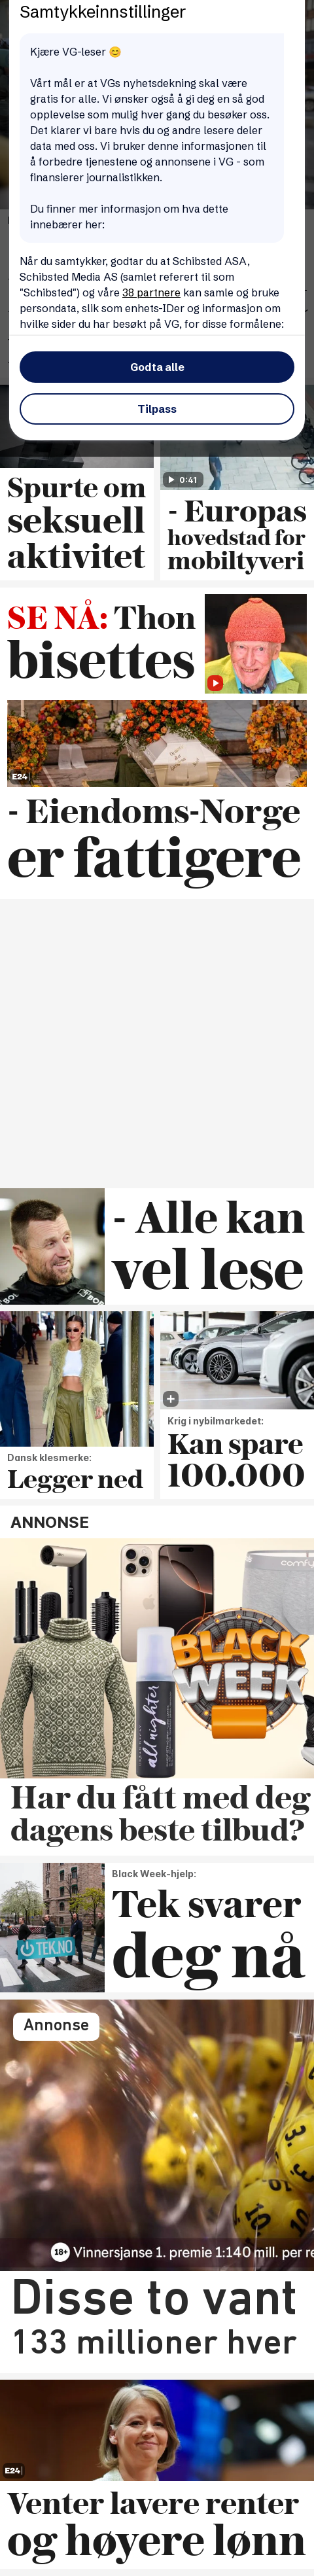 Samtykkeinnstillinger
Kjære VG-leser 😊
Vårt mål er at VGs nyhetsdekning skal være
gratis for alle. Vi ønsker også å gi deg en så god
opplevelse som mulig hver gang du besøker oss.
Det klarer vi bare hvis du og andre lesere deler
data med oss. Vi bruker denne informasjonen til
å forbedre tjenestene og annonsene i VG - som
finansierer journalistikken.
Du finner mer informasjon om hva dette
innebærer her:
Når du samtykker, godtar du at Schibsted ASA,
Schibsted Media AS (samlet referert til som
"Schibsted") og våre 38 partnere kan samle og bruke
persondata, slik som enhets-IDer og informasjon om
hvilke sider du har besøkt på VG, for disse formålene:
Godta alle
Tilpass
0:41
Spurte om
seksuell
aktivitet
- Europas
hovedstad for
mobiltyveri
SE NÅ: Thon
bisettes
E24
- Eiendoms-Norge
er fattigere
- Alle kan
vel lese
Dansk klesmerke:
Legger ned
Krig i nybilmarkedet:
Kan spare
100.000
ANNONSE
comfy
all nighter
BLACK
WEEK
Har du fått med deg
dagens beste tilbud?
TEK.NO
Black Week-hjelp:
Tek svarer
deg nå
Annonse
18+ Vinnersjanse 1. premie 1:140 mill. per re
Disse to vant
133 millioner hver
E24
Venter lavere renter
og høyere lønn